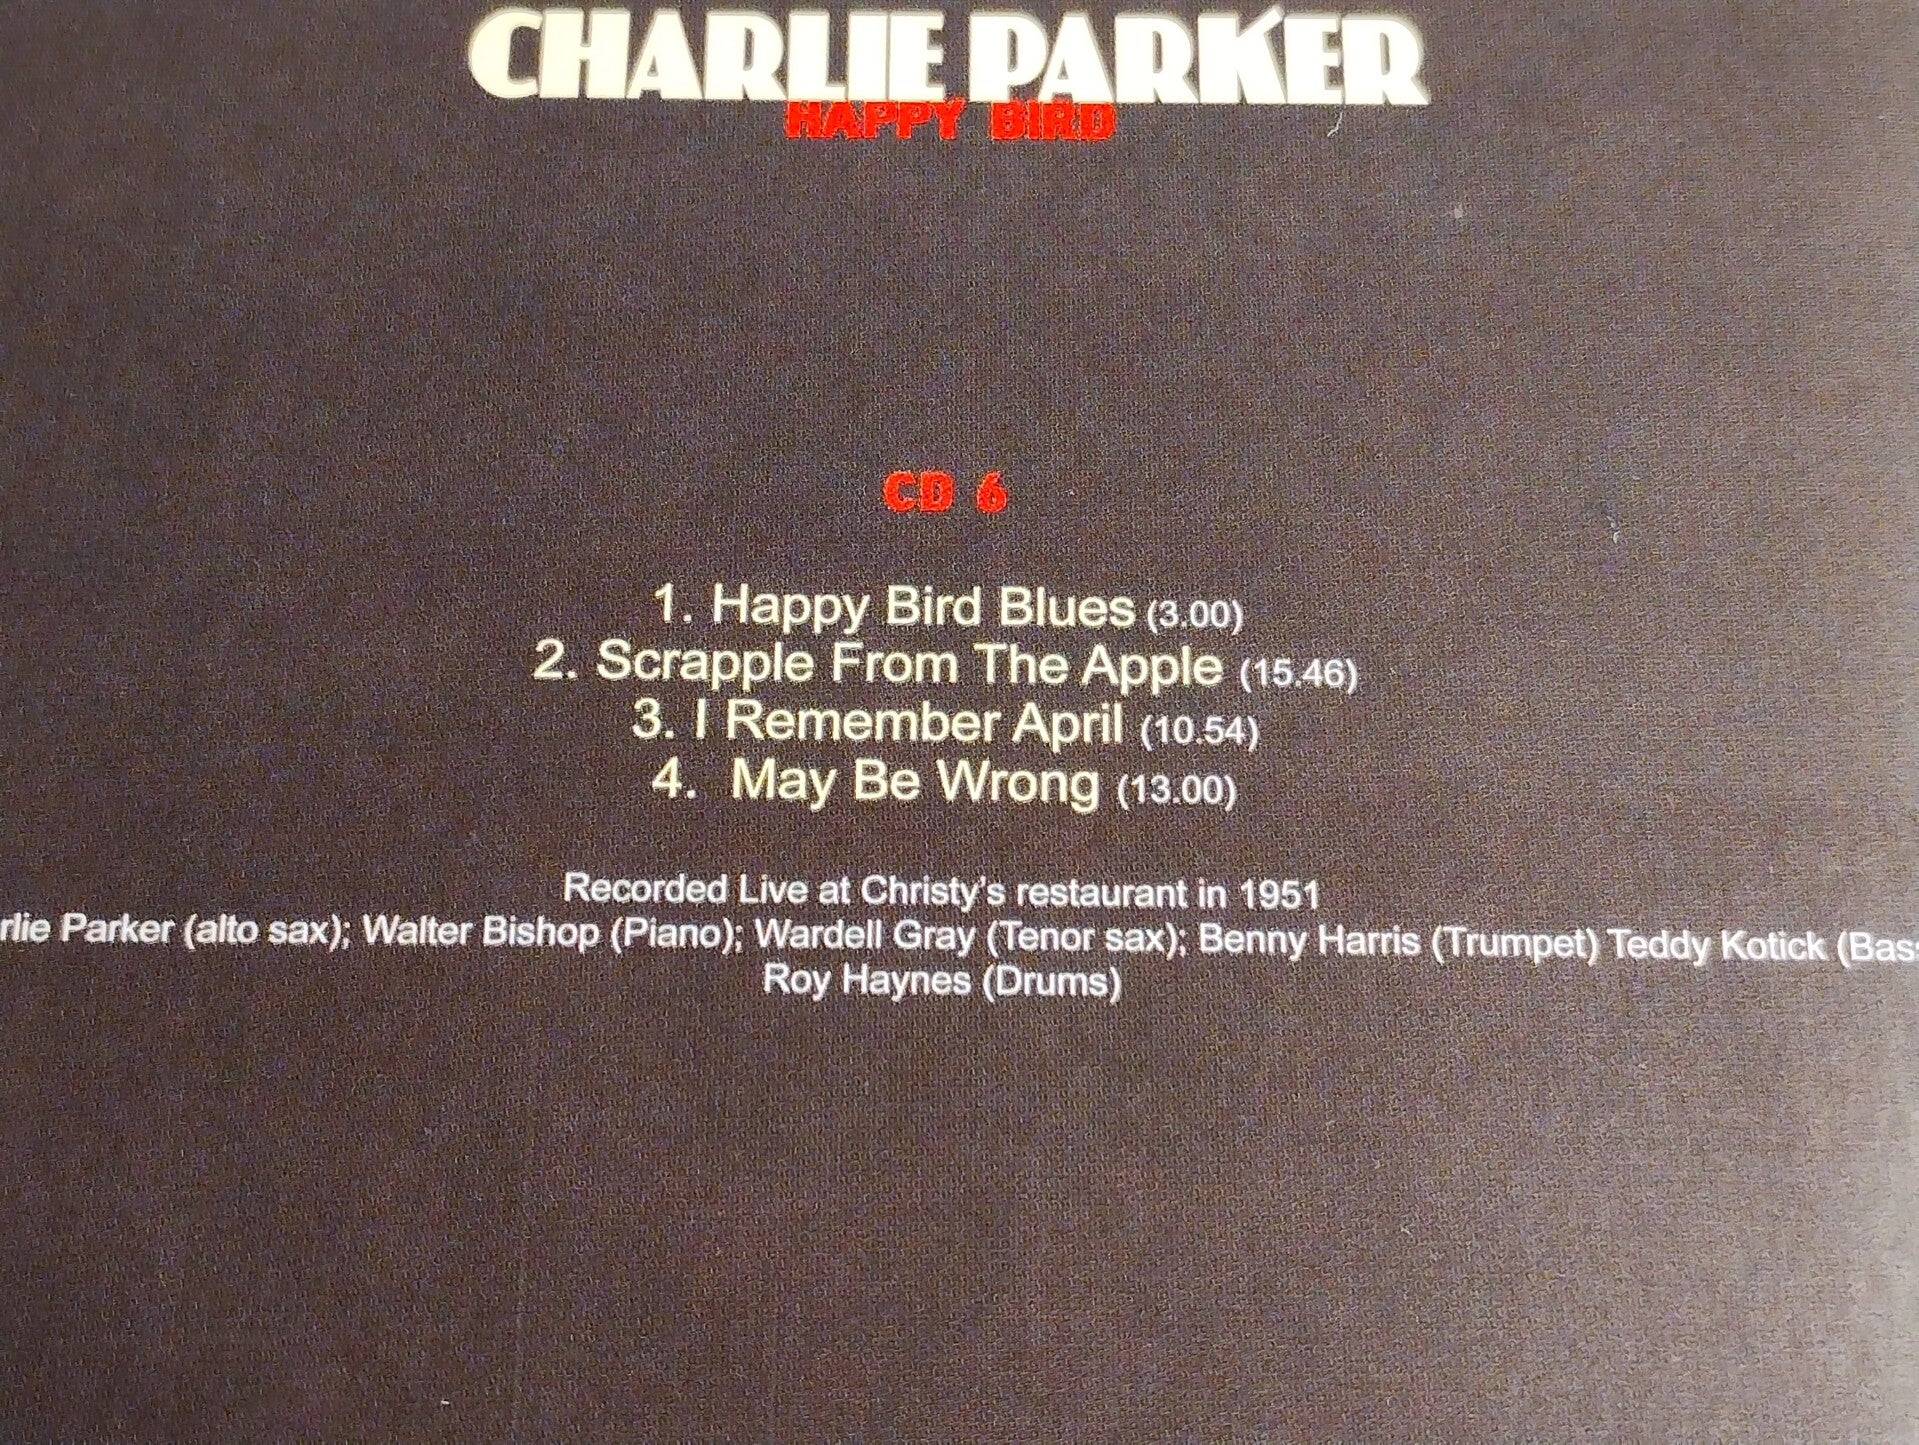 CHARLIE PARKER
HAPPY BIRD
CD 6
1. Happy Bird Blues (3.00)
2. Scrapple From The Apple (15.46)
3. I Remember April (10.54)
4. May Be Wrong (13.00)
Recorded Live at Christy's restaurant in 1951
rlie Parker (alto sax); Walter Bishop (Piano); Wardell Gray (Tenor sax); Benny Harris (Trumpet) Teddy Kotick (Bas
Roy Haynes (Drums)